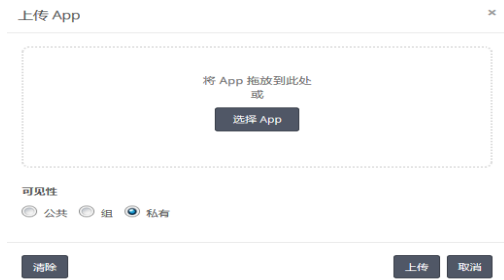 上传 App
×
将 App 拖放到此处
或
选择 App
可见性
公共 组 私有
清除 上传 取消